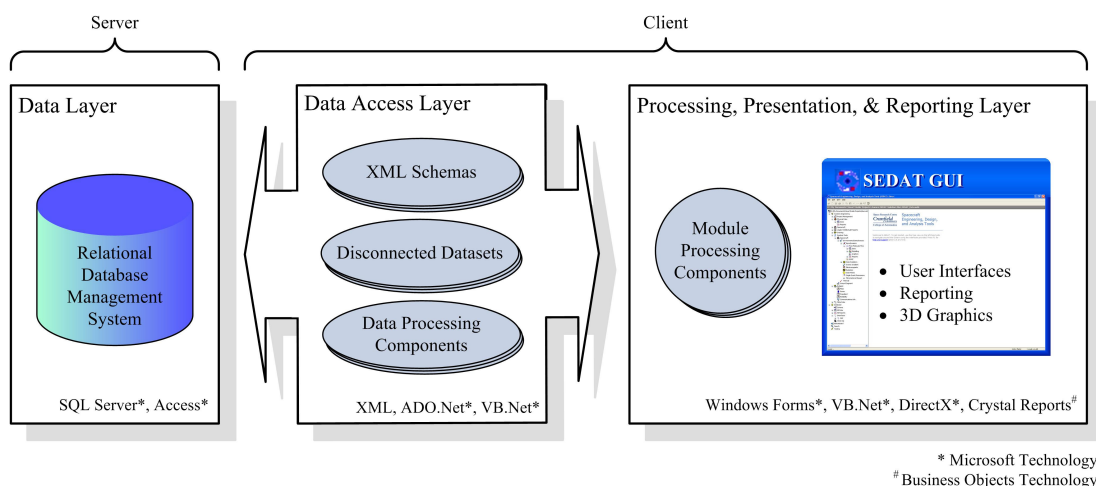 Server
Client
Data Layer
Relational
Database
Management
System
SQL Server*, Access*
Data Access Layer
XML Schemas
Disconnected Datasets
Data Processing
Components
XML, ADO.Net*, VB.Net*
Processing, Presentation, & Reporting Layer
Module
Processing
Components
SEDAT GUI
Cranfield
Spacecraft
Engineering, Design,
and Analysis Tools
● User Interfaces
● Reporting
● 3D Graphics
Windows Forms*, VB.Net*, DirectX*, Crystal Reports#
* Microsoft Technology
# Business Objects Technology